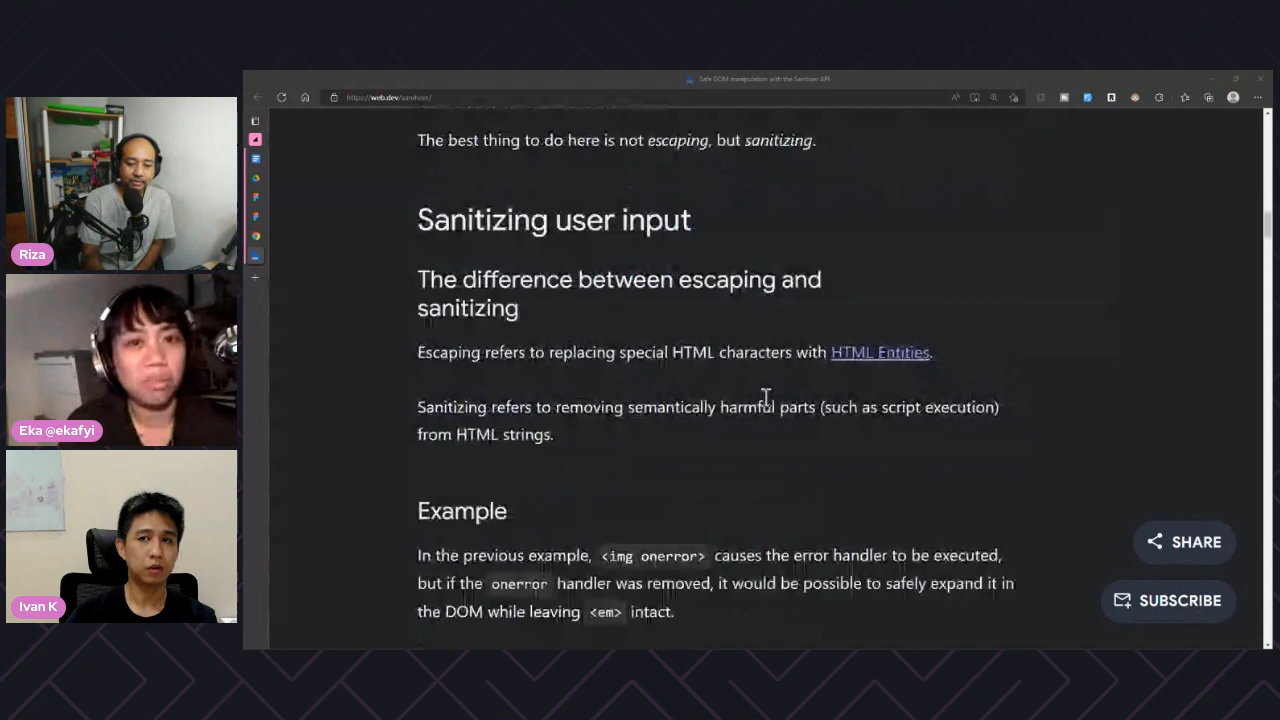 Safe DOM manipulation with the Sanitizer API
https://web.dev/sanitizer/
The best thing to do here is not escaping, but sanitizing.
Sanitizing user input
The difference between escaping and
sanitizing
Escaping refers to replacing special HTML characters with HTML Entities.
Sanitizing refers to removing semantically harmful parts (such as script execution)
from HTML strings.
Example
In the previous example, <img onerror> causes the error handler to be executed,
but if the onerror handler was removed, it would be possible to safely expand it in
the DOM while leaving <em> intact.
SHARE
SUBSCRIBE
Riza
Eka @ekafyi
Ivan K